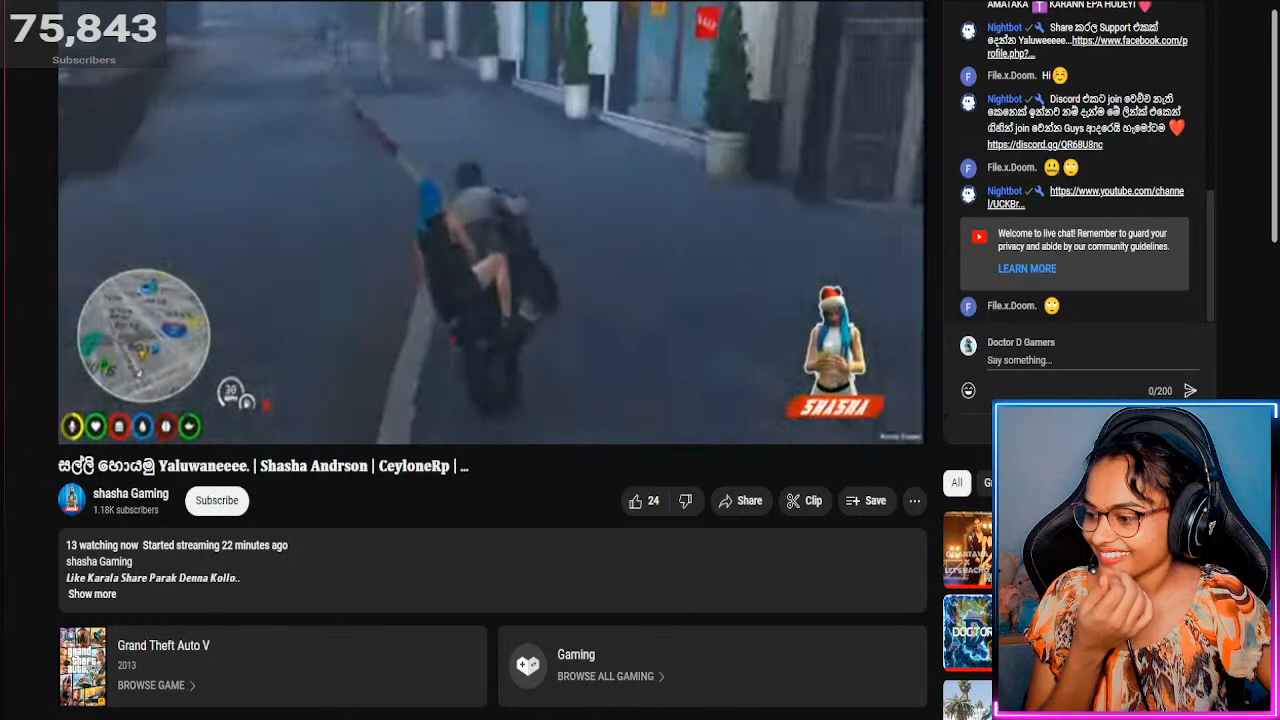 75,843
Subscribers
SALE
SHASHA
සල්ලි හොයමු Yaluwaneeee. | Shasha Andrson | CeyloneRp | ...
shasha Gaming
1.18K subscribers
Subscribe
24
Share
Clip
Save
13 watching now Started streaming 22 minutes ago
shasha Gaming
Like Karala Share Parak Denna Kollo..
Show more
Grand Theft Auto V
2013
BROWSE GAME
Gaming
BROWSE ALL GAMING
AMATAKA T KARANN EPA HUDEYI
Nightbot Share කරල Support එකක්
දෙන්න Yaluweeeee...https://www.facebook.com/p
rofile.php?...
F File.x.Doom. Hi
Nightbot Discord එකට join වෙච්ච නැති
කෙනෙක් ඉන්නට නම් දැන්ම මේ ලින්ක් එකෙන්
ගිහින් join වෙන්න Guys ආදරෙයි හැමෝටම
https://discord.gg/QR68U8nc
F File.x.Doom.
Nightbot https://www.youtube.com/channe
l/UCKBr...
Welcome to live chat! Remember to guard your
privacy and abide by our community guidelines.
LEARN MORE
F File.x.Doom.
Doctor D Gamers
Say something...
0/200
All
DOCTOR